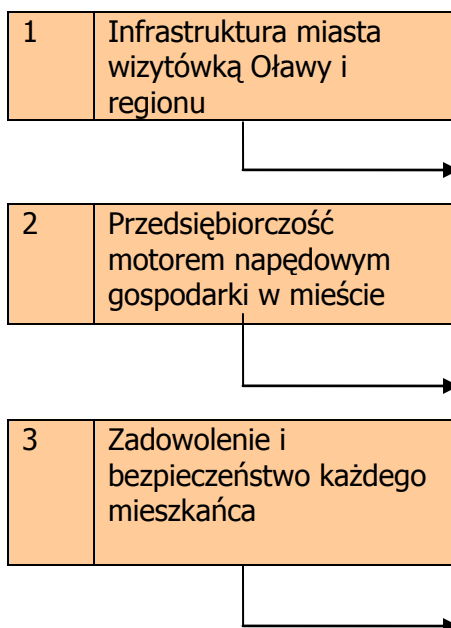 1 Infrastruktura miasta
wizytówką Oławy i
regionu
2 Przedsiębiorczość
motorem napędowym
gospodarki w mieście
3 Zadowolenie i
bezpieczeństwo każdego
mieszkańca